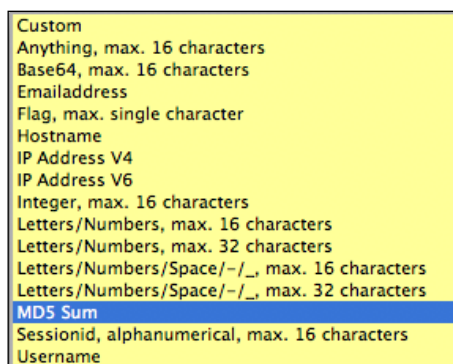 Custom
Anything, max. 16 characters
Base64, max. 16 characters
Emailaddress
Flag, max. single character
Hostname
IP Address V4
IP Address V6
Integer, max. 16 characters
Letters/Numbers, max. 16 characters
Letters/Numbers, max. 32 characters
Letters/Numbers/Space/-/_, max. 16 characters
Letters/Numbers/Space/-/_, max. 32 characters
MD5 Sum
Sessionid, alphanumerical, max. 16 characters
Username